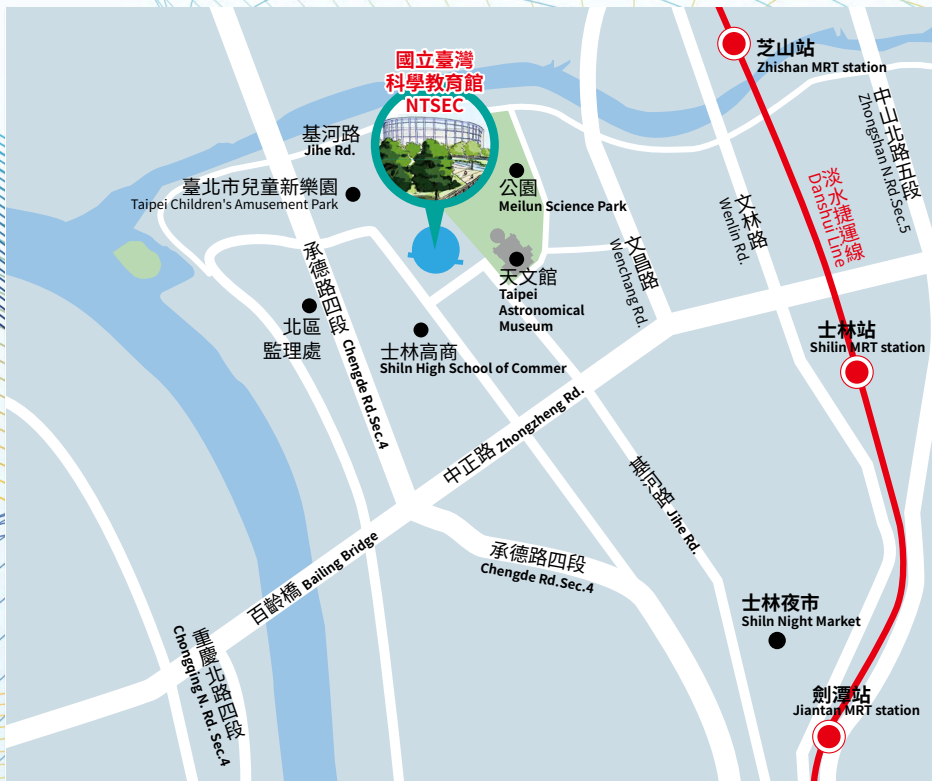 國立臺灣
科學教育館
NTSEC
芝山站
Zhishan MRT station
中山北路五段
Zhongshan N Rd.Sec.5
基河路
Jihe Rd.
臺北市兒童新樂園
Taipei Children's Amusement Park
公園
Meilun Science Park
淡水捷運線
Danshui Line
文林路
Wenlin Rd.
文昌路
Wenchang Rd.
承德路四段
Chengde Rd.Sec.4
天文館
Taipei
Astronomical
Museum
北區
監理處
士林高商
Shiln High School of Commer
士林站
Shilin MRT station
中正路 Zhongzheng Rd.
基河路 Jihe Rd.
百齡橋 Bailing Bridge
承德路四段
Chengde Rd.Sec.4
士林夜市
Shiln Night Market
重慶北路四段
Chongqing N. Rd. Sec.4
劍潭站
Jiantan MRT station